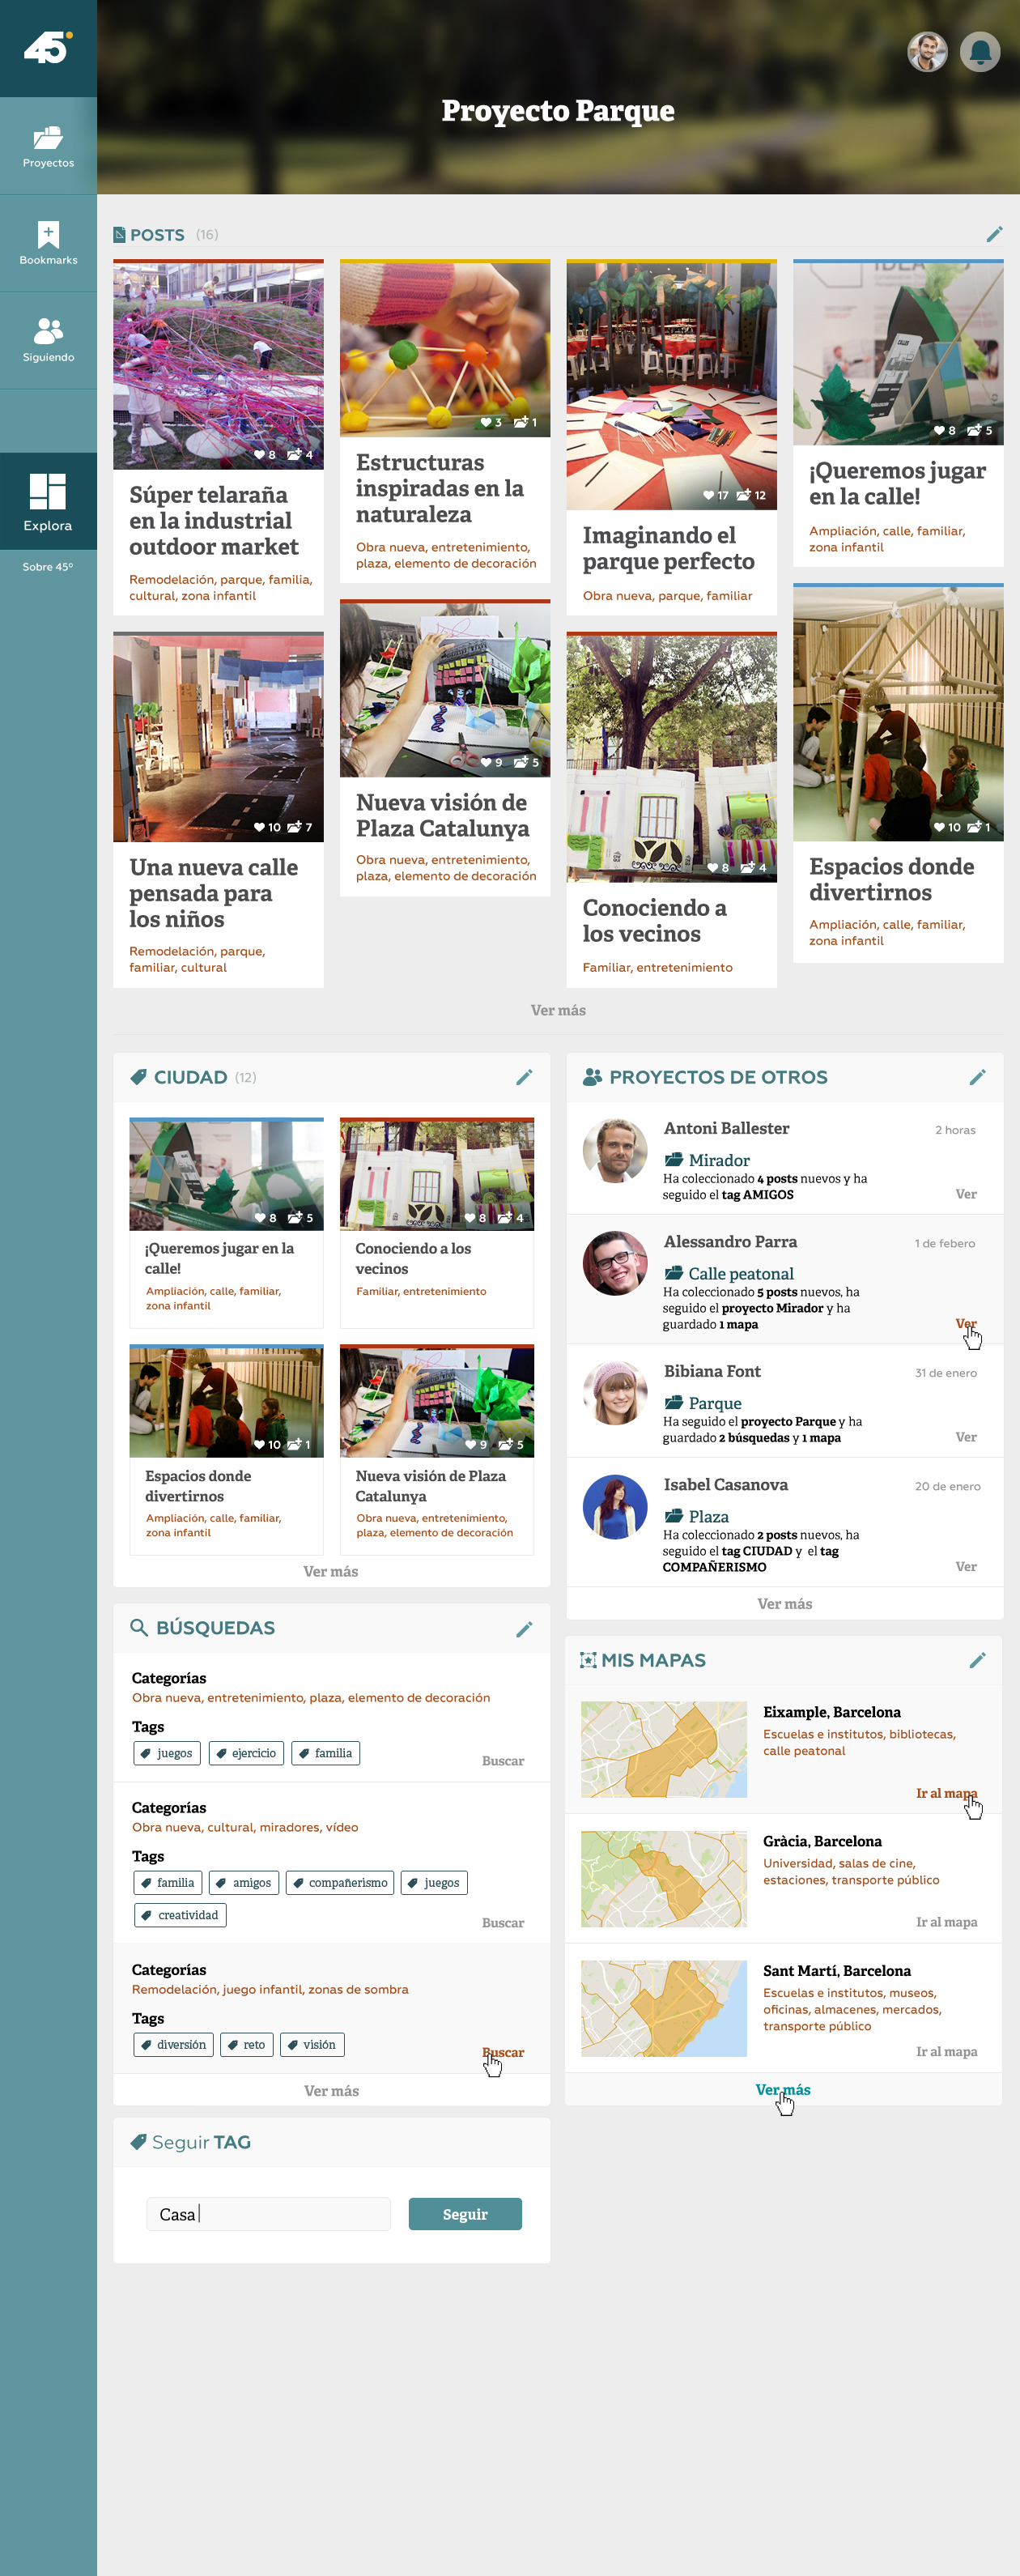 45°
Proyectos
Bookmarks
Siguiendo
Explora
Sobre 45º
Proyecto Parque
POSTS (16)
8 4
Súper telaraña
en la industrial
outdoor market
Remodelación, parque, familia,
cultural, zona infantil
3 1
Estructuras
inspiradas en la
naturaleza
Obra nueva, entretenimiento,
plaza, elemento de decoración
17 12
Imaginando el
parque perfecto
Obra nueva, parque, familiar
8 5
¡Queremos jugar
en la calle!
Ampliación, calle, familiar,
zona infantil
10 7
Una nueva calle
pensada para
los niños
Remodelación, parque,
familiar, cultural
9 5
Nueva visión de
Plaza Catalunya
Obra nueva, entretenimiento,
plaza, elemento de decoración
8 4
Conociendo a
los vecinos
Familiar, entretenimiento
10 1
Espacios donde
divertirnos
Ampliación, calle, familiar,
zona infantil
Ver más
CIUDAD (12)
8 5
¡Queremos jugar en la
calle!
Ampliación, calle, familiar,
zona infantil
8 4
Conociendo a los
vecinos
Familiar, entretenimiento
10 1
Espacios donde
divertirnos
Ampliación, calle, familiar,
zona infantil
9 5
Nueva visión de Plaza
Catalunya
Obra nueva, entretenimiento,
plaza, elemento de decoración
Ver más
PROYECTOS DE OTROS
Antoni Ballester 2 horas
Mirador
Ha coleccionado 4 posts nuevos y ha
seguido el tag AMIGOS
Ver
Alessandro Parra 1 de febero
Calle peatonal
Ha coleccionado 5 posts nuevos, ha
seguido el proyecto Mirador y ha
guardado 1 mapa
Ver
Bibiana Font 31 de enero
Parque
Ha seguido el proyecto Parque y ha
guardado 2 búsquedas y 1 mapa
Ver
Isabel Casanova 20 de enero
Plaza
Ha coleccionado 2 posts nuevos, ha
seguido el tag CIUDAD y el tag
COMPAÑERISMO
Ver
Ver más
BÚSQUEDAS
Categorías
Obra nueva, entretenimiento, plaza, elemento de decoración
Tags
juegos ejercicio familia
Buscar
Categorías
Obra nueva, cultural, miradores, vídeo
Tags
familia amigos compañerismo juegos
creatividad
Buscar
Categorías
Remodelación, juego infantil, zonas de sombra
Tags
diversión reto visión
Buscar
Ver más
MIS MAPAS
Eixample, Barcelona
Escuelas e institutos, bibliotecas,
calle peatonal
Ir al mapa
Gràcia, Barcelona
Universidad, salas de cine,
estaciones, transporte público
Ir al mapa
Sant Martí, Barcelona
Escuelas e institutos, museos,
oficinas, almacenes, mercados,
transporte público
Ir al mapa
Ver más
Seguir TAG
Casa
Seguir